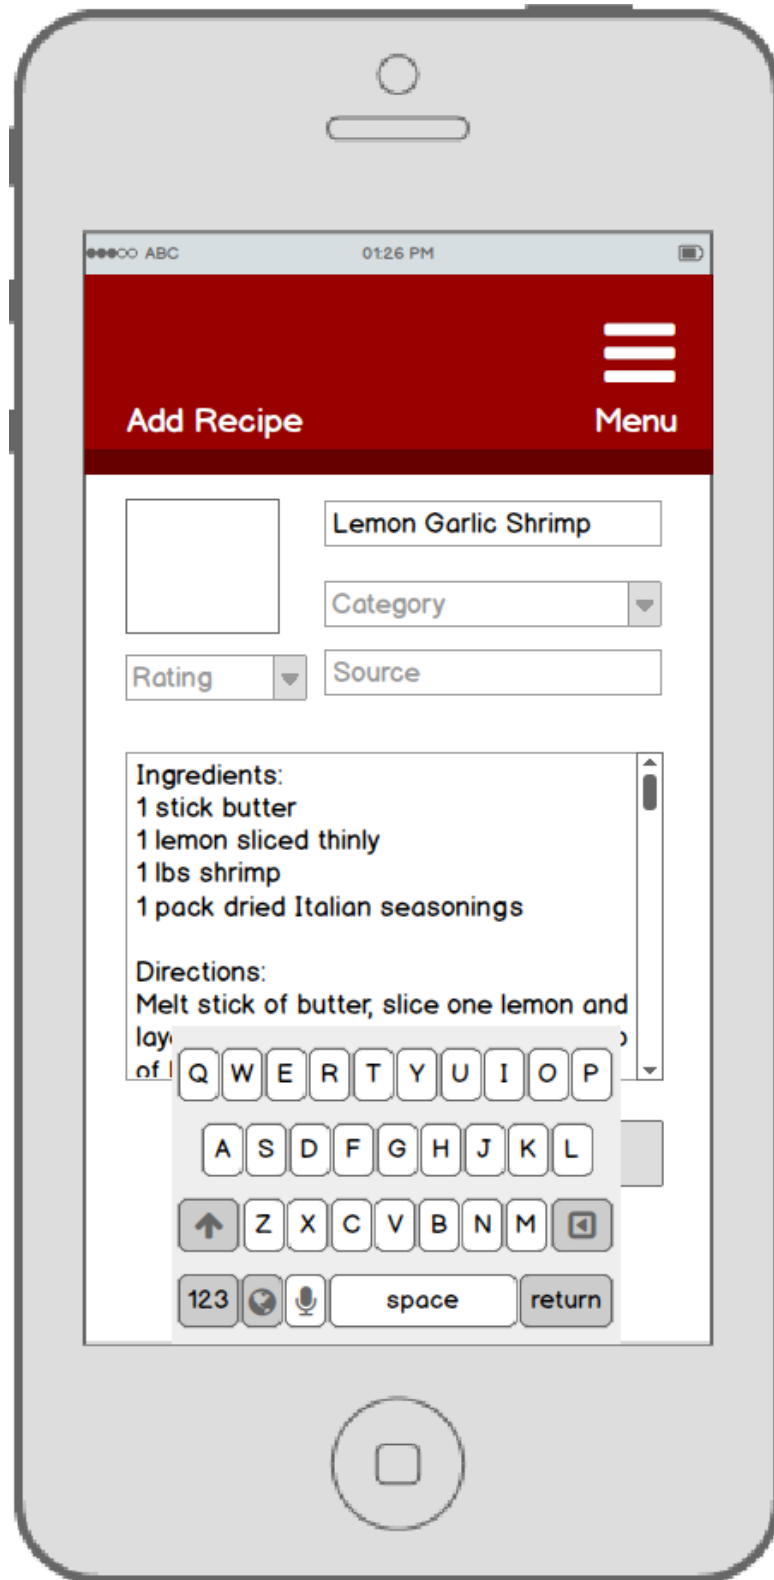 ABC 01:26 PM
Add Recipe Menu
Lemon Garlic Shrimp
Category
Rating
Source
Ingredients:
1 stick butter
1 lemon sliced thinly
1 lbs shrimp
1 pack dried Italian seasonings
Directions:
Melt stick of butter, slice one lemon and
of
Q W E R T Y U I O P
A S D F G H J K L
Z X C V B N M
123 space return